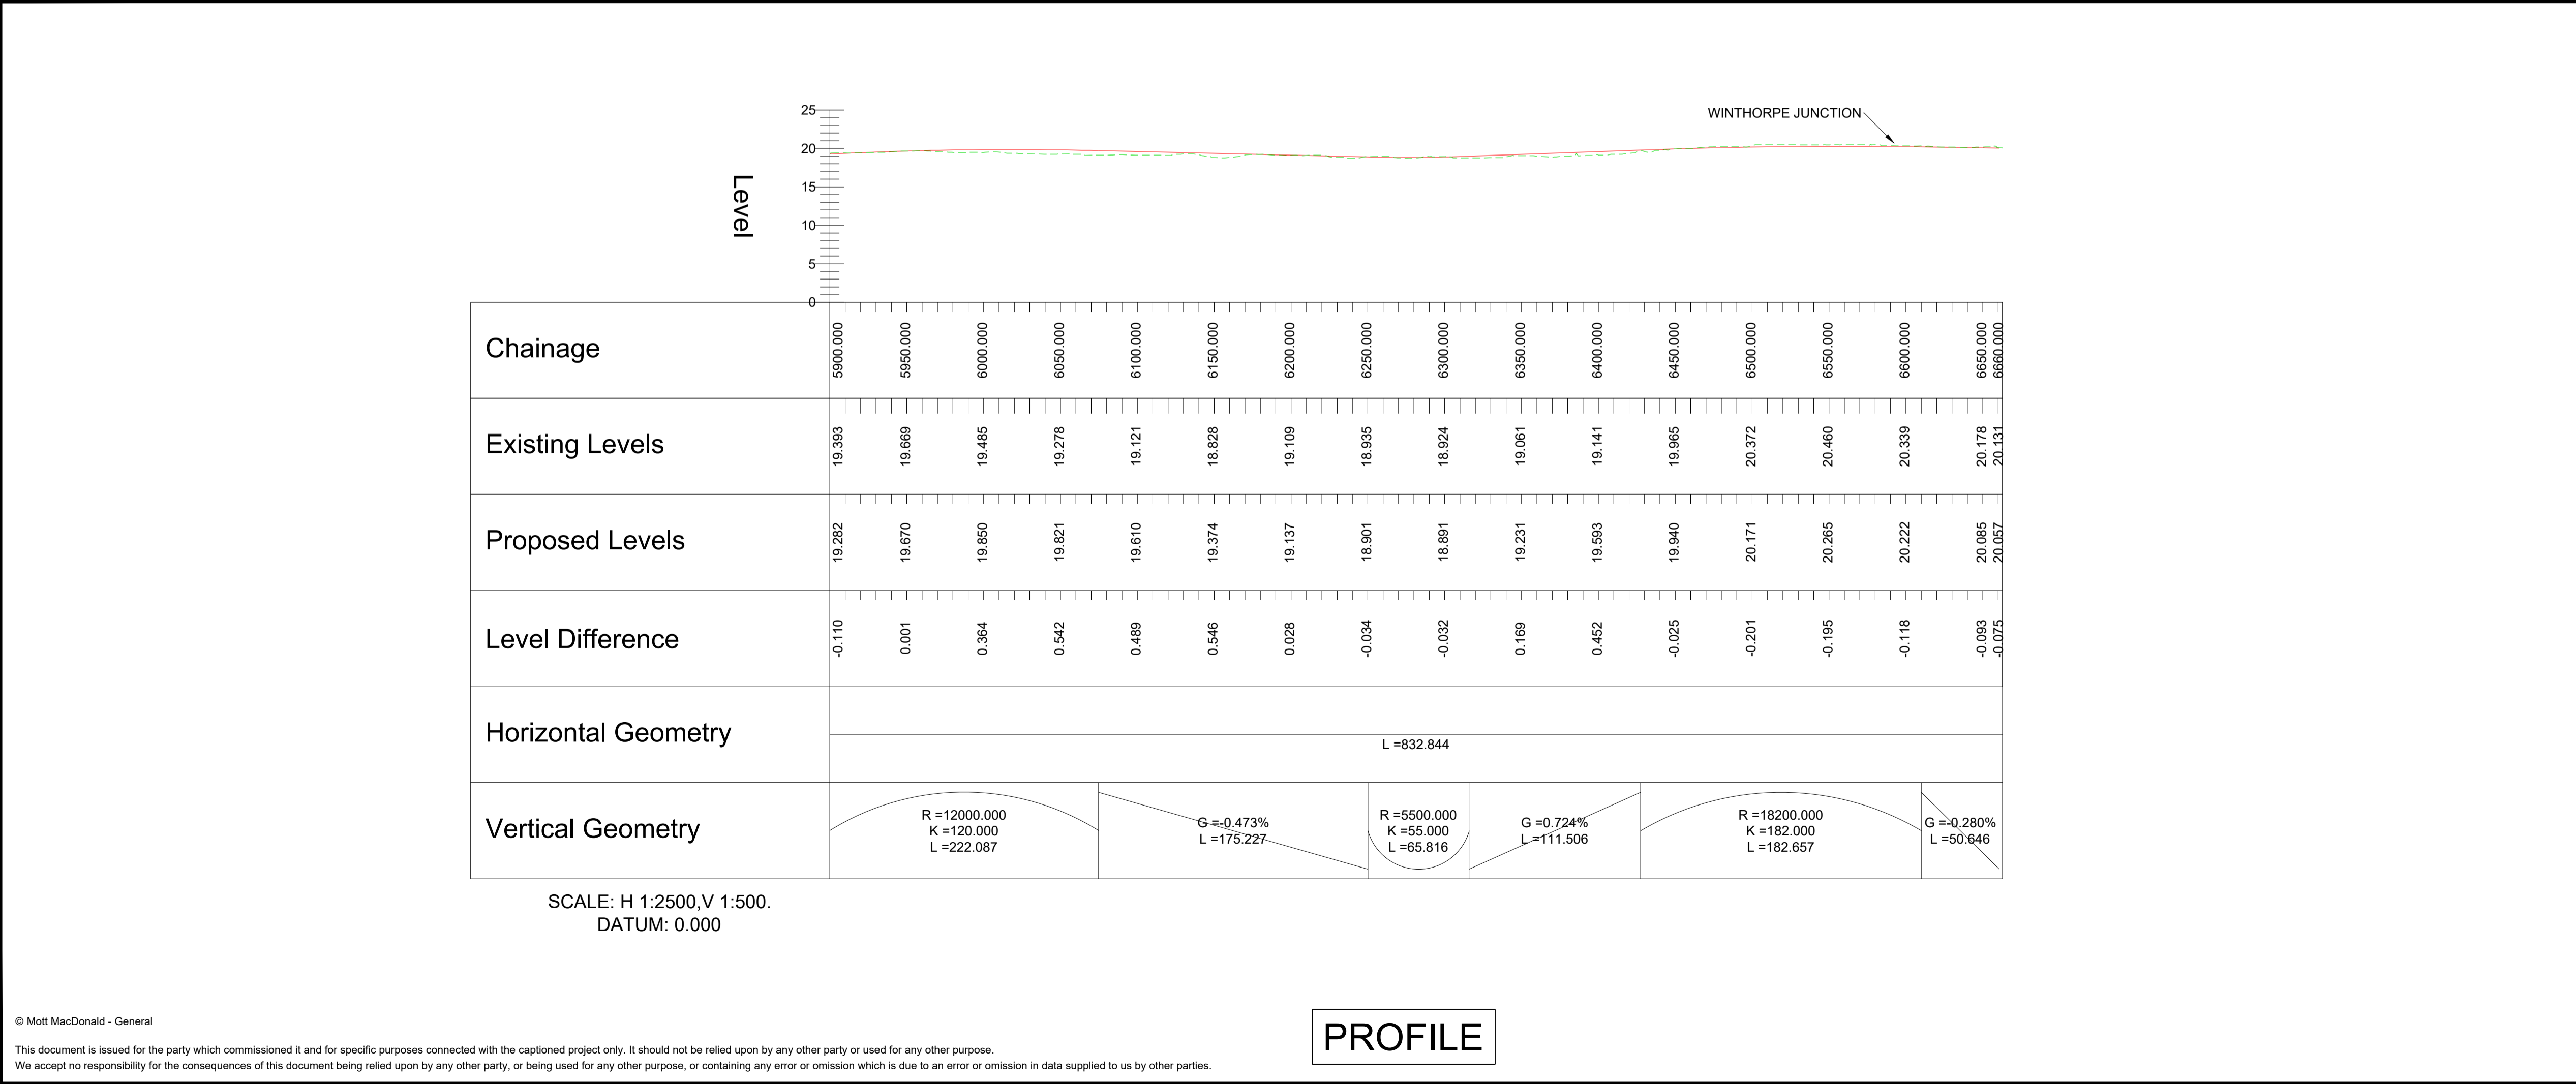 WINTHORPE JUNCTION
25
20
15
10
5
0
Level
Chainage
5900.000 5950.000 6000.000 6050.000 6100.000 6150.000 6200.000 6250.000 6300.000 6350.000 6400.000 6450.000 6500.000 6550.000 6600.000 6650.000 6660.000
Existing Levels
19.393 19.669 19.485 19.278 19.121 18.828 19.109 18.935 18.924 19.061 19.141 19.965 20.372 20.460 20.339 20.178 20.131
Proposed Levels
19.282 19.670 19.850 19.821 19.610 19.374 19.137 18.901 18.891 19.231 19.593 19.940 20.171 20.265 20.222 20.085 20.057
Level Difference
-0.110 0.001 0.364 0.542 0.489 0.546 0.028 -0.034 -0.032 0.169 0.452 -0.025 -0.201 -0.195 -0.118 -0.093 -0.075
Horizontal Geometry
L =832.844
Vertical Geometry
R =12000.000
K =120.000
L =222.087
G =-0.473%
L =175.227
R =5500.000
K =55.000
L =65.816
G =0.724%
L =111.506
R =18200.000
K =182.000
L =182.657
G =-0.280%
L =50.646
SCALE: H 1:2500,V 1:500.
DATUM: 0.000
© Mott MacDonald - General
This document is issued for the party which commissioned it and for specific purposes connected with the captioned project only. It should not be relied upon by any other party or used for any other purpose.
We accept no responsibility for the consequences of this document being relied upon by any other party, or being used for any other purpose, or containing any error or omission which is due to an error or omission in data supplied to us by other parties.
PROFILE